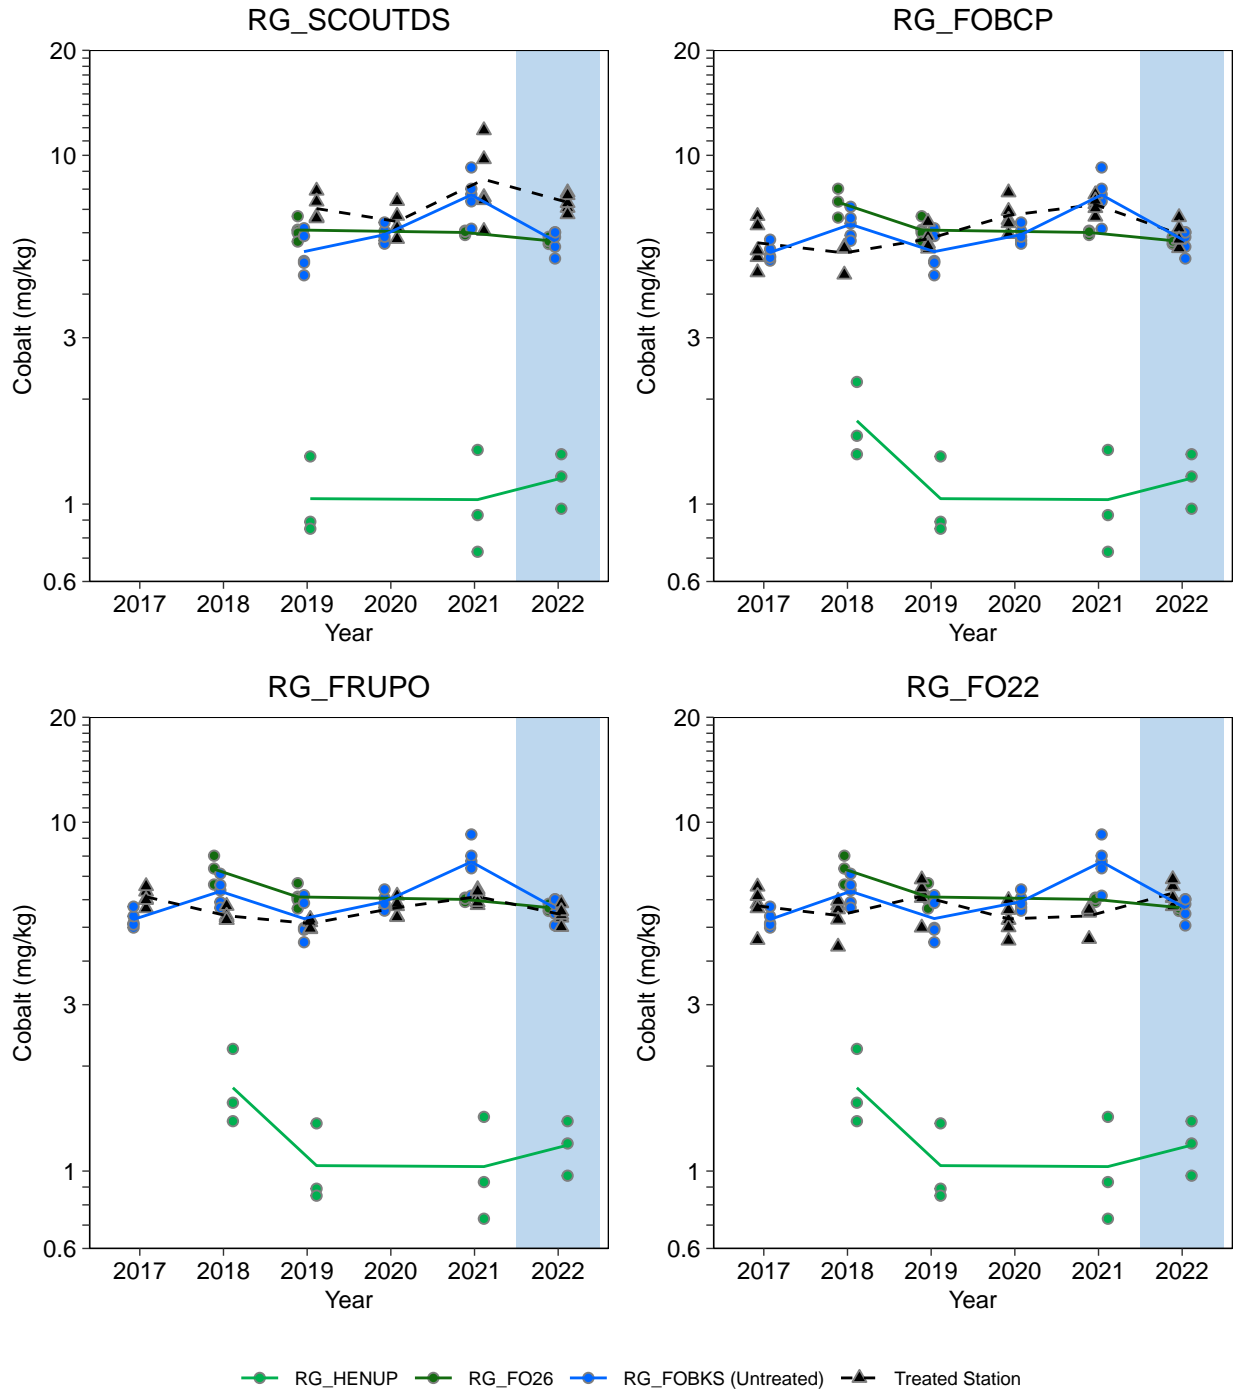 RG_SCOUTDS
20
10
3
1
0.6
Cobalt (mg/kg)
2017 2018 2019 2020 2021 2022
Year
RG_FOBCP
20
10
3
1
0.6
Cobalt (mg/kg)
2017 2018 2019 2020 2021 2022
Year
RG_FRUPO
20
10
3
1
0.6
Cobalt (mg/kg)
2017 2018 2019 2020 2021 2022
Year
RG_FO22
20
10
3
1
0.6
Cobalt (mg/kg)
2017 2018 2019 2020 2021 2022
Year
RG_HENUP RG_FO26 RG_FOBKS (Untreated) Treated Station